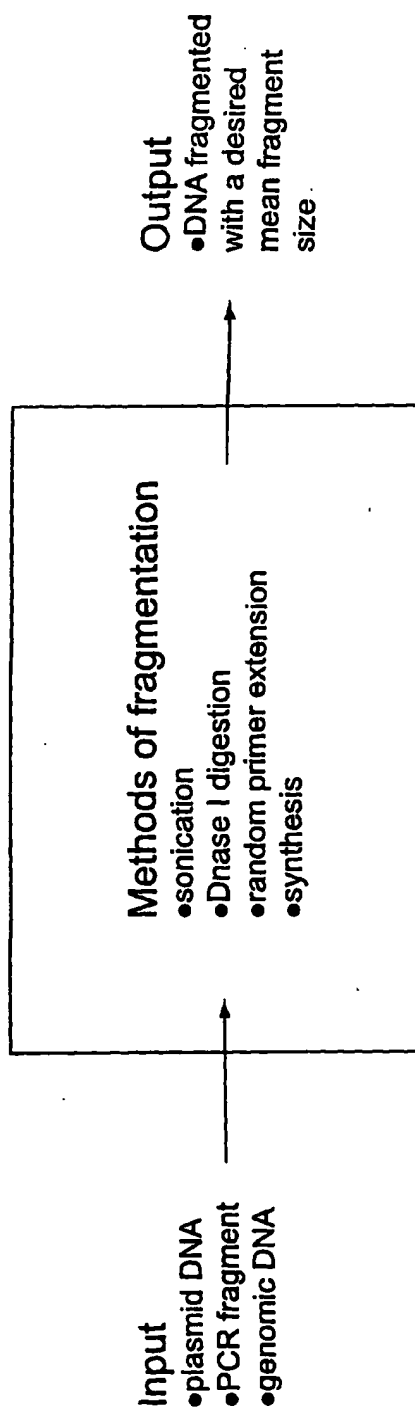 Input
•plasmid DNA
•PCR fragment
•genomic DNA
Methods of fragmentation
•sonication
•Dnase I digestion
•random primer extension
•synthesis
Output
•DNA fragmented
with a desired
mean fragment
size